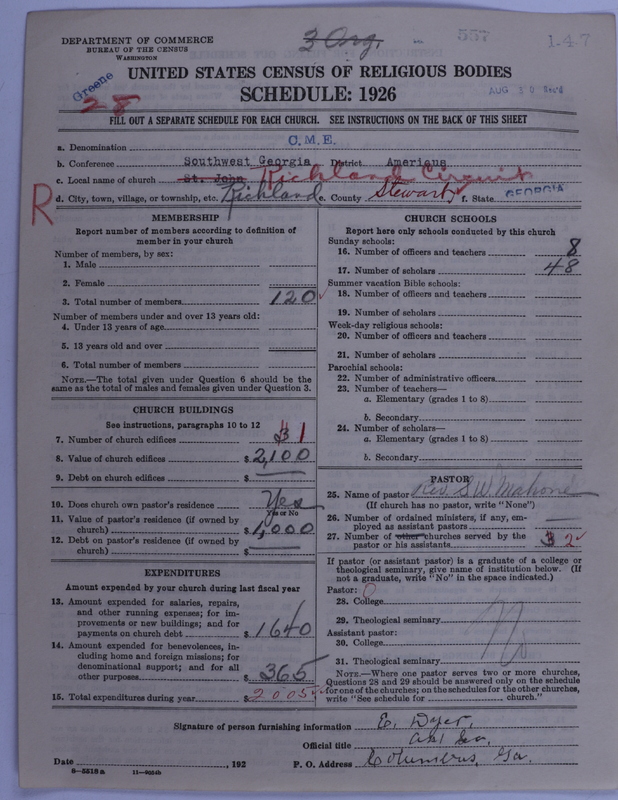 DEPARTMENT OF COMMERCE
BUREAU OF THE CENSUS
WASHINGTON
3 Org.
557
1-4-7
Greene
28
UNITED STATES CENSUS OF RELIGIOUS BODIES
SCHEDULE: 1926
AUG 30 Rec'd
FILL OUT A SEPARATE SCHEDULE FOR EACH CHURCH. SEE INSTRUCTIONS ON THE BACK OF THIS SHEET
a. Denomination C.M.E.
b. Conference Southwest Georgia District Americus
c. Local name of church St. John Richland Circuit
R
d. City, town, village, or township, etc. Richland e. County Stewart f. State GEORGIA
MEMBERSHIP
Report number of members according to definition of
member in your church
Number of members, by sex:
1. Male
2. Female
3. Total number of members 120
Number of members under and over 13 years old:
4. Under 13 years of age
5. 13 years old and over
6. Total number of members
NOTE.—The total given under Question 6 should be the
same as the total of males and females given under Question 3.
CHURCH BUILDINGS
See instructions, paragraphs 10 to 12
7. Number of church edifices 3 1
8. Value of church edifices $ 2,100
9. Debt on church edifices $
10. Does church own pastor's residence Yes
Yes or No
11. Value of pastor's residence (if owned by
church) $ 1,000
12. Debt on pastor's residence (if owned by
church) $
EXPENDITURES
Amount expended by your church during last fiscal year
13. Amount expended for salaries, repairs,
and other running expenses; for im-
provements or new buildings; and for
payments on church debt $ 1640
14. Amount expended for benevolences, in-
cluding home and foreign missions; for
denominational support; and for all
other purposes $ 365
15. Total expenditures during year $ 2005
CHURCH SCHOOLS
Report here only schools conducted by this church
Sunday schools:
16. Number of officers and teachers 8
17. Number of scholars 48
Summer vacation Bible schools:
18. Number of officers and teachers
19. Number of scholars
Week-day religious schools:
20. Number of officers and teachers
21. Number of scholars
Parochial schools:
22. Number of administrative officers
23. Number of teachers—
a. Elementary (grades 1 to 8)
b. Secondary
24. Number of scholars—
a. Elementary (grades 1 to 8)
b. Secondary
PASTOR
25. Name of pastor Rev. S. W. Mahone
(If church has no pastor, write "None")
26. Number of ordained ministers, if any, em-
ployed as assistant pastors
27. Number of other churches served by the
pastor or his assistants 3 2
If pastor (or assistant pastor) is a graduate of a college or
theological seminary, give name of institution below. (If
not a graduate, write "No" in the space indicated.)
Pastor:
28. College
29. Theological seminary No
Assistant pastor:
30. College
31. Theological seminary
NOTE.—Where one pastor serves two or more churches,
Questions 28 and 29 should be answered only on the schedule
for one of the churches; on the schedules for the other churches,
write "See schedule for church."
Signature of person furnishing information E. Dyer,
Official title
Date , 192 P. O. Address Columbus, Ga.
8-5518a 11-9054b